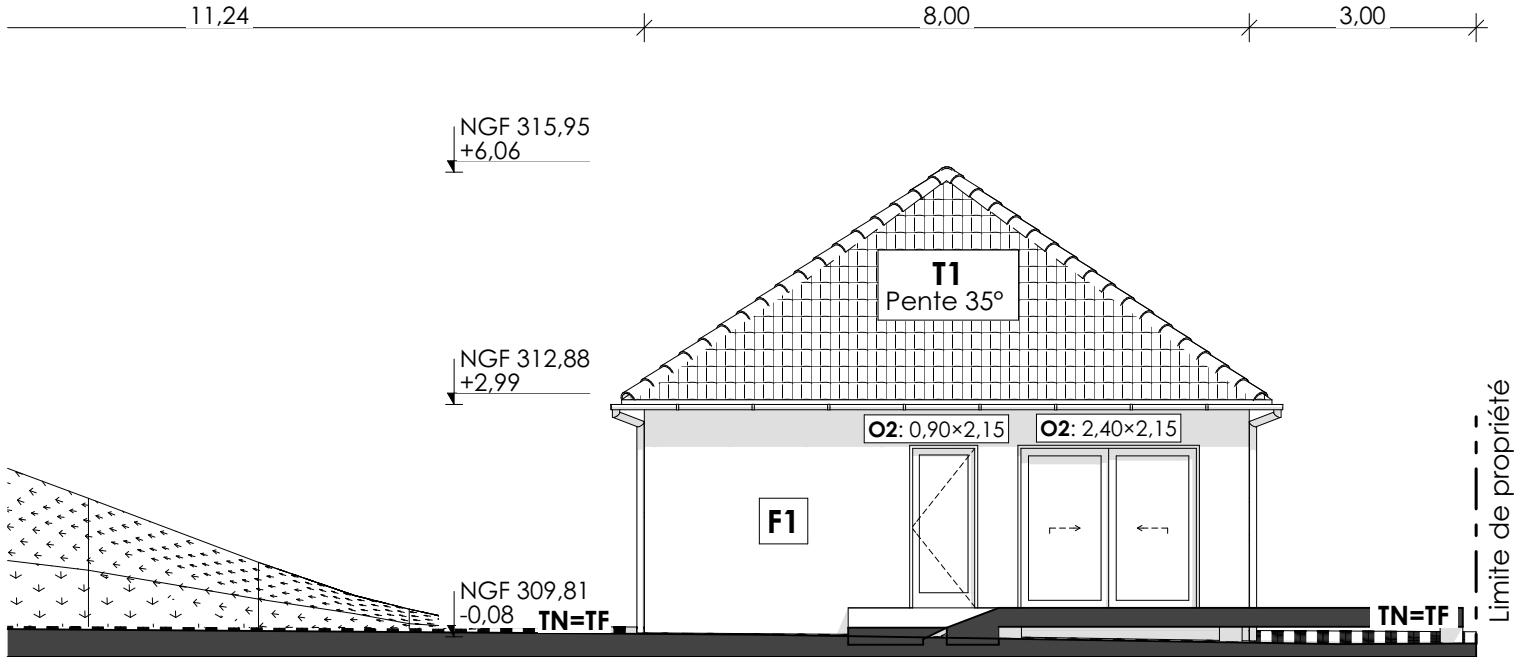 11,24
8,00
3,00
NGF 315,95
+6,06
T1
Pente 35°
NGF 312,88
+2,99
O2: 0,90×2,15
O2: 2,40×2,15
F1
NGF 309,81
-0,08
TN=TF
TN=TF
Limite de propriété